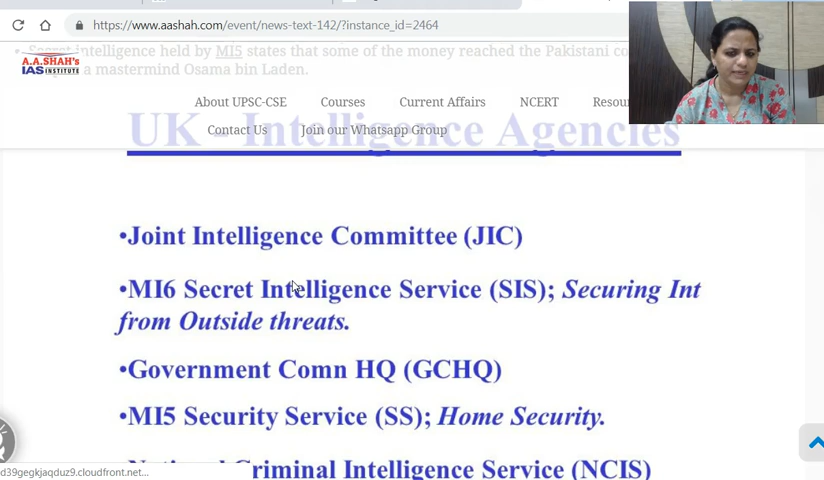 https://www.aashah.com/event/news-text-142/?instance_id=2464
Secret intelligence held by MI5 states that some of the money reached the Pakistani
a mastermind Osama bin Laden.
A.A.SHAH'S
IAS INSTITUTE
About UPSC-CSE Courses Current Affairs NCERT
Contact Us Join our Whatsapp Group
UK - Intelligence Agencies
•Joint Intelligence Committee (JIC)
•MI6 Secret Intelligence Service (SIS); Securing Int
from Outside threats.
•Government Comn HQ (GCHQ)
•MI5 Security Service (SS); Home Security.
Criminal Intelligence Service (NCIS)
d39gegkjaqduz9.cloudfront.net...